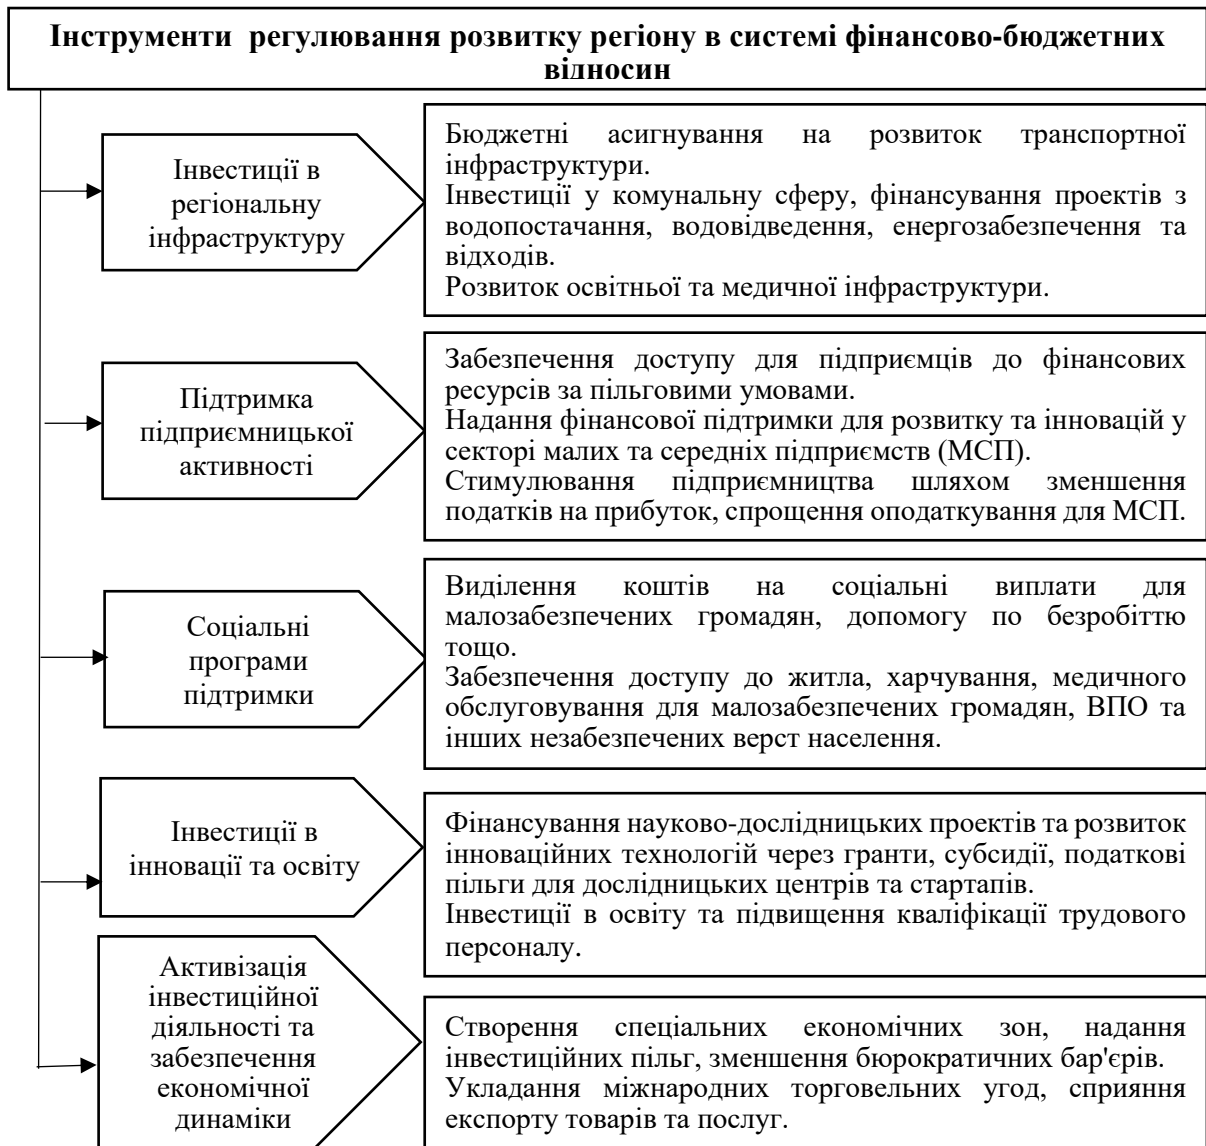 Інструменти регулювання розвитку регіону в системі фінансово-бюджетних
відносин
Інвестиції в
регіональну
інфраструктуру
Бюджетні асигнування на розвиток транспортної
інфраструктури.
Інвестиції у комунальну сферу, фінансування проектів з
водопостачання, водовідведення, енергозабезпечення та
відходів.
Розвиток освітньої та медичної інфраструктури.
Підтримка
підприємницької
активності
Забезпечення доступу для підприємців до фінансових
ресурсів за пільговими умовами.
Надання фінансової підтримки для розвитку та інновацій у
секторі малих та середніх підприємств (МСП).
Стимулювання підприємництва шляхом зменшення
податків на прибуток, спрощення оподаткування для МСП.
Соціальні
програми
підтримки
Виділення коштів на соціальні виплати для
малозабезпечених громадян, допомогу по безробіттю
тощо.
Забезпечення доступу до житла, харчування, медичного
обслуговування для малозабезпечених громадян, ВПО та
інших незабезпечених верст населення.
Інвестиції в
інновації та освіту
Фінансування науково-дослідницьких проектів та розвиток
інноваційних технологій через гранти, субсидії, податкові
пільги для дослідницьких центрів та стартапів.
Інвестиції в освіту та підвищення кваліфікації трудового
персоналу.
Активізація
інвестиційної
діяльності та
забезпечення
економічної
динаміки
Створення спеціальних економічних зон, надання
інвестиційних пільг, зменшення бюрократичних бар'єрів.
Укладання міжнародних торговельних угод, сприяння
експорту товарів та послуг.